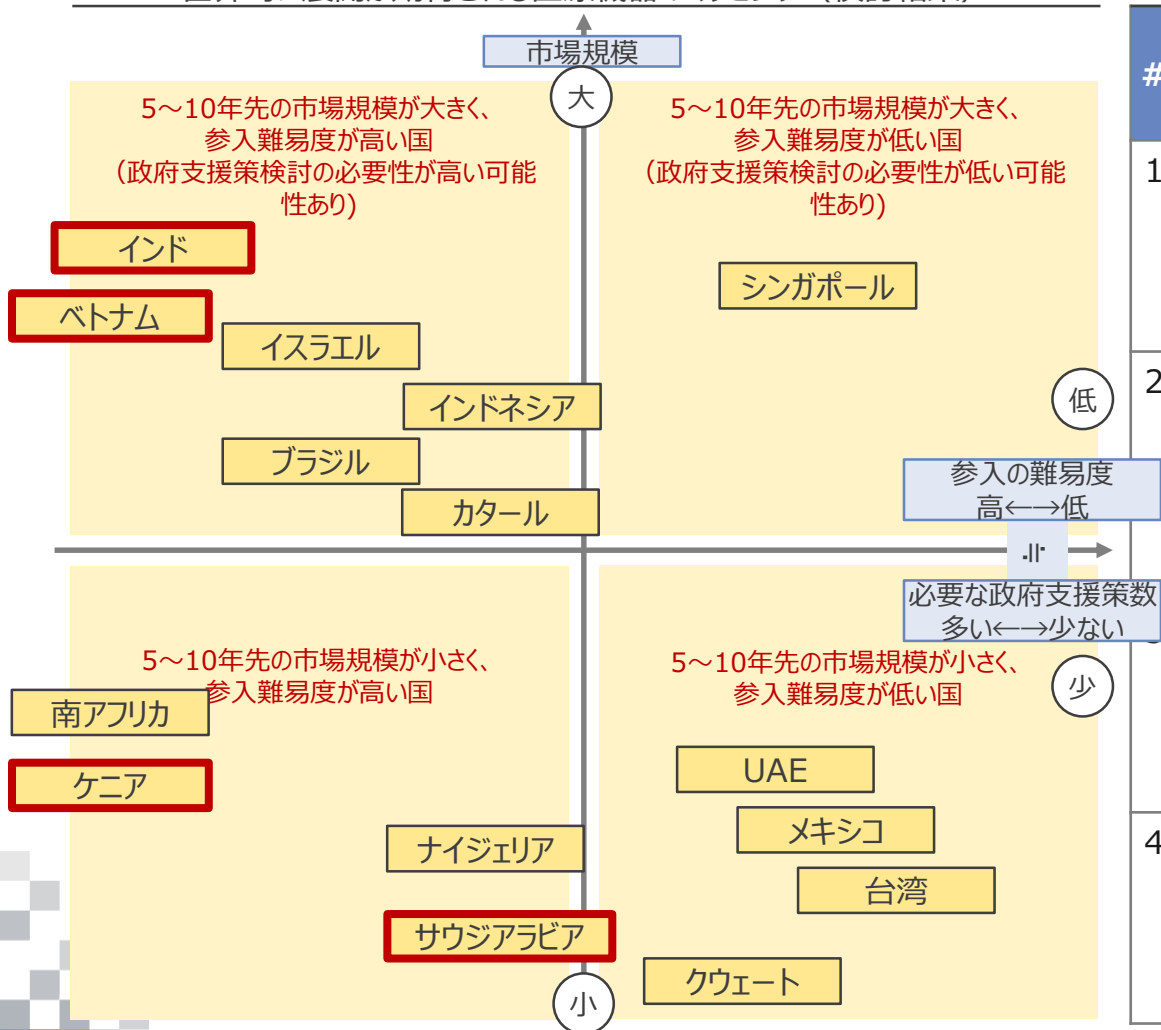 市場規模
大
#
5～10年先の市場規模が大きく、
参入難易度が高い国
（政府支援策検討の必要性が高い可能
性あり)
5～10年先の市場規模が大きく、
参入難易度が低い国
（政府支援策検討の必要性が低い可能
性あり)
1
インド
シンガポール
ベトナム
イスラエル
2
インドネシア
低
ブラジル
参入の難易度
高←→低
カタール
必要な政府支援策数
多い←→少ない
5～10年先の市場規模が小さく、
参入難易度が高い国
5～10年先の市場規模が小さく、
参入難易度が低い国
少
南アフリカ
UAE
ケニア
メキシコ
ナイジェリア
4
台湾
サウジアラビア
クウェート
小